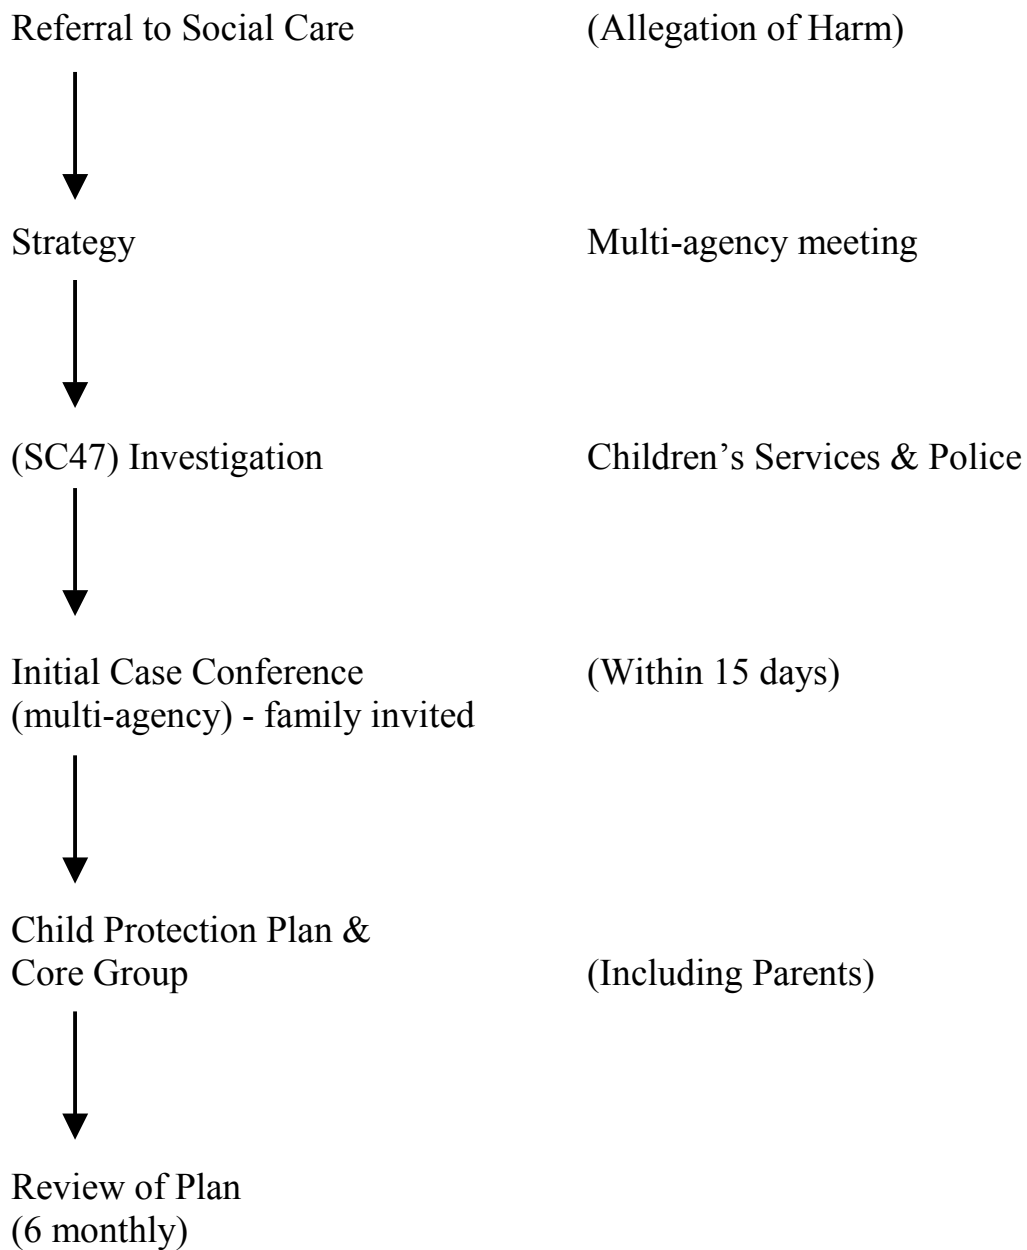 Referral to Social Care (Allegation of Harm)
Strategy Multi-agency meeting
(SC47) Investigation Children’s Services & Police
Initial Case Conference (Within 15 days)
(multi-agency) - family invited
Child Protection Plan &
Core Group (Including Parents)
Review of Plan
(6 monthly)